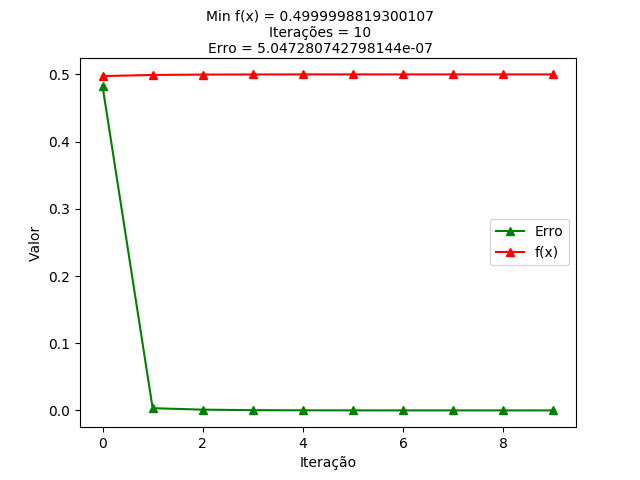 Min f(x) = 0.4999998819300107
Iterações = 10
Erro = 5.047280742798144e-07
0.5
0.4
0.3
0.2
0.1
0.0
Valor
Erro
f(x)
0 2 4 6 8
Iteração